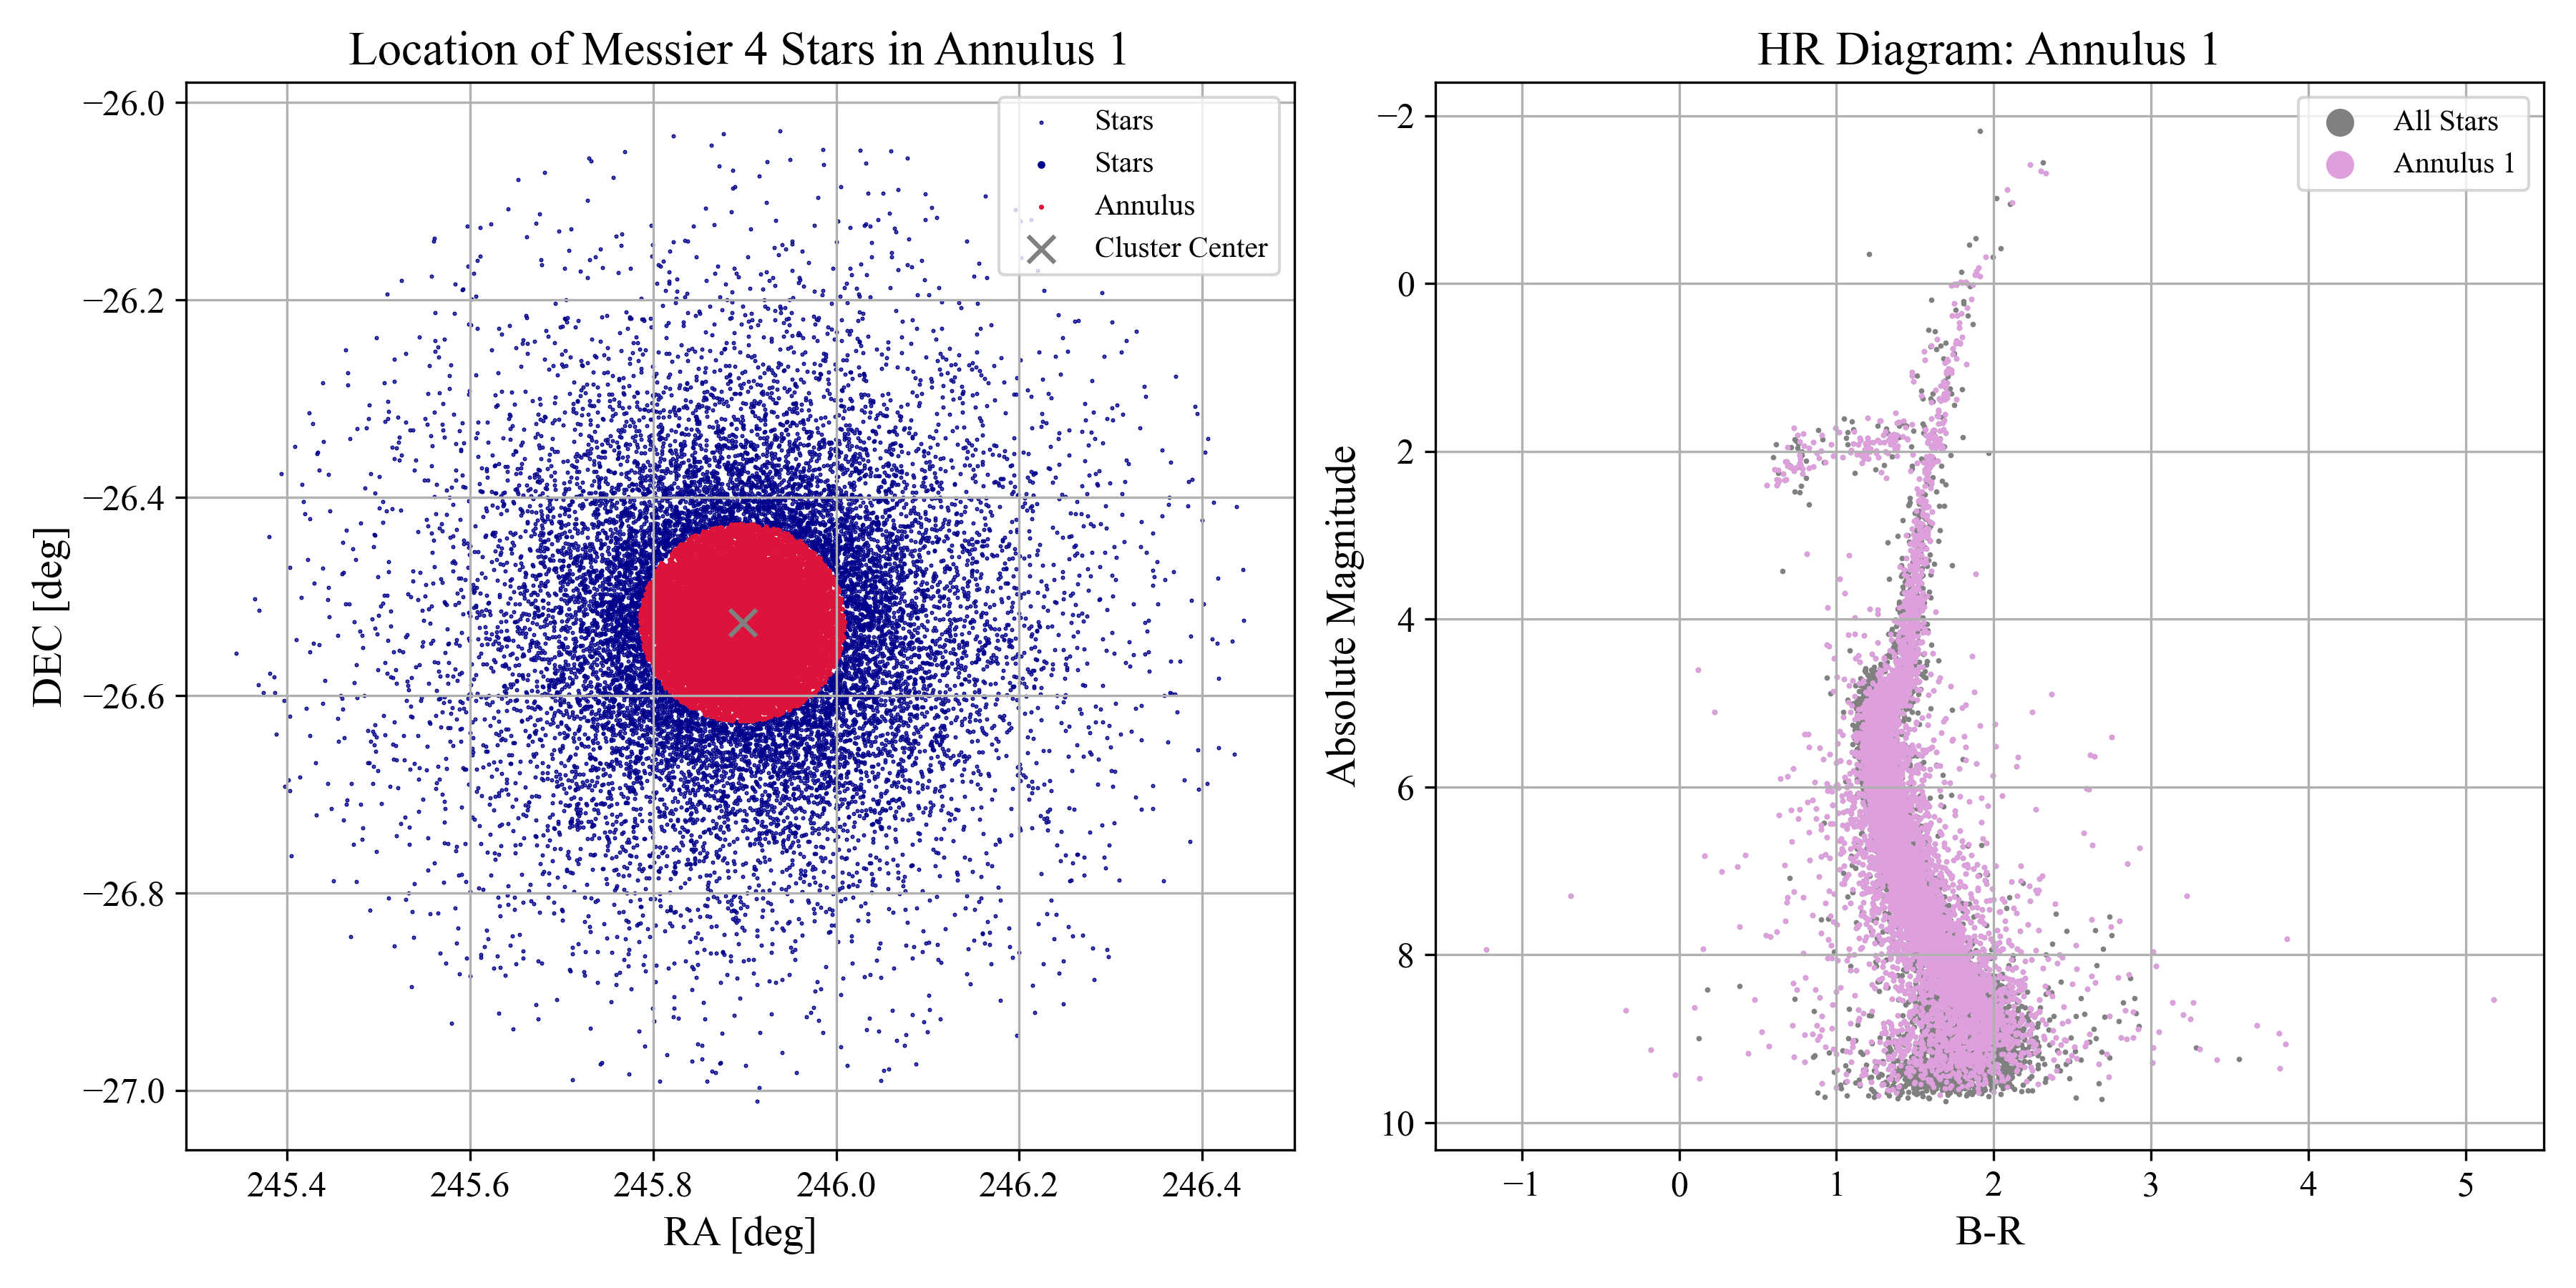 Location of Messier 4 Stars in Annulus 1
−26.0
−26.2
−26.4
−26.6
−26.8
−27.0
DEC [deg]
245.4 245.6 245.8 246.0 246.2 246.4
RA [deg]
Stars
Stars
Annulus
Cluster Center
HR Diagram: Annulus 1
−2
0
2
4
6
8
10
Absolute Magnitude
−1 0 1 2 3 4 5
B-R
All Stars
Annulus 1